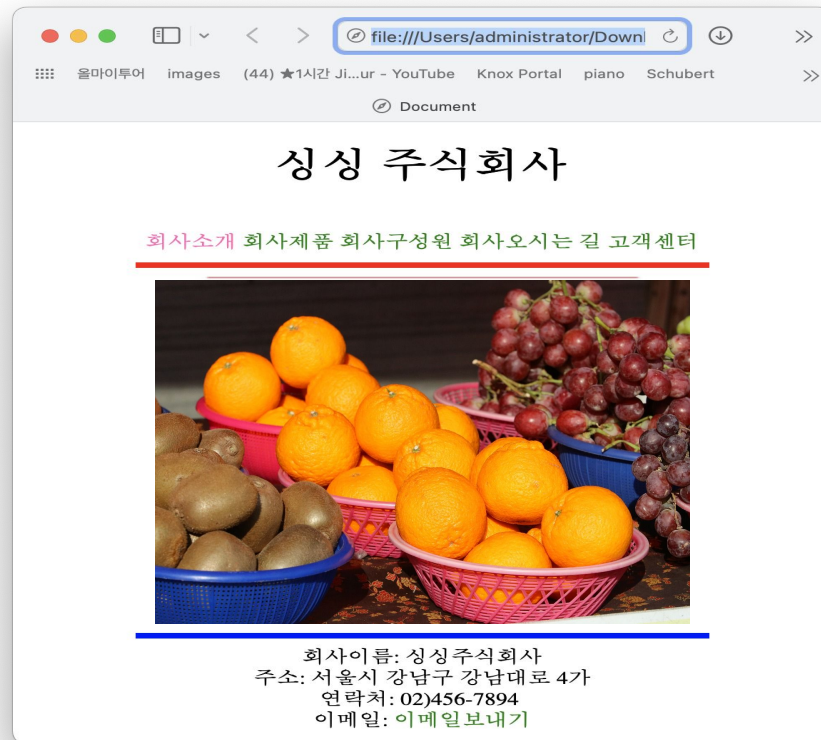 file:///Users/administrator/Down
올마이투어 images (44) ★1시간 Ji...ur - YouTube Knox Portal piano Schubert
Document
싱싱 주식회사
회사소개 회사제품 회사구성원 회사오시는 길 고객센터
회사이름: 싱싱주식회사
주소: 서울시 강남구 강남대로 4가
연락처: 02)456-7894
이메일: 이메일보내기